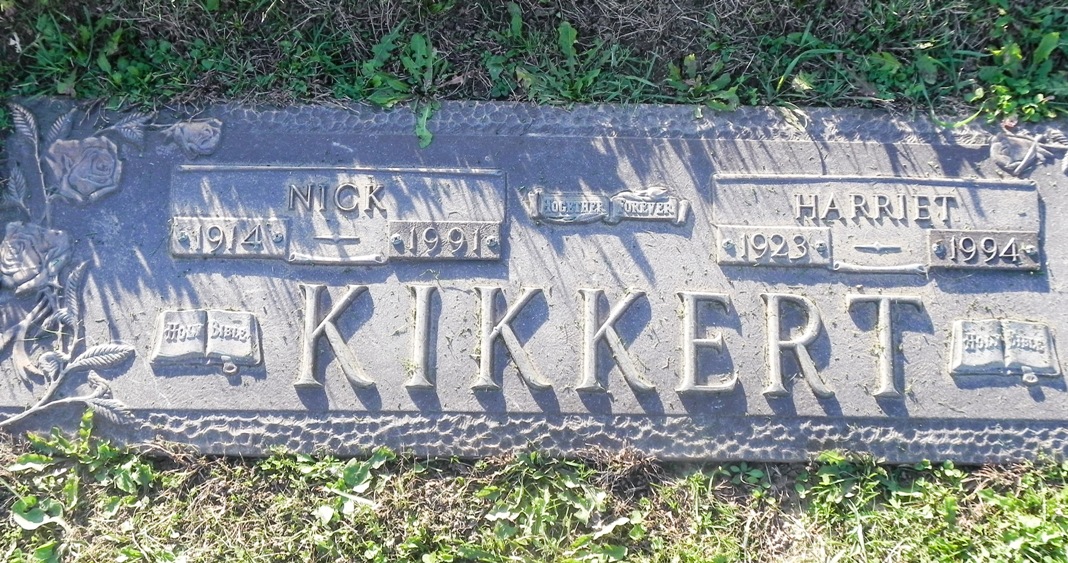 NICK
1914 1991
TOGETHER FOREVER
HARRIET
1923 1994
HOLY BIBLE
KIKKERT
HOLY BIBLE